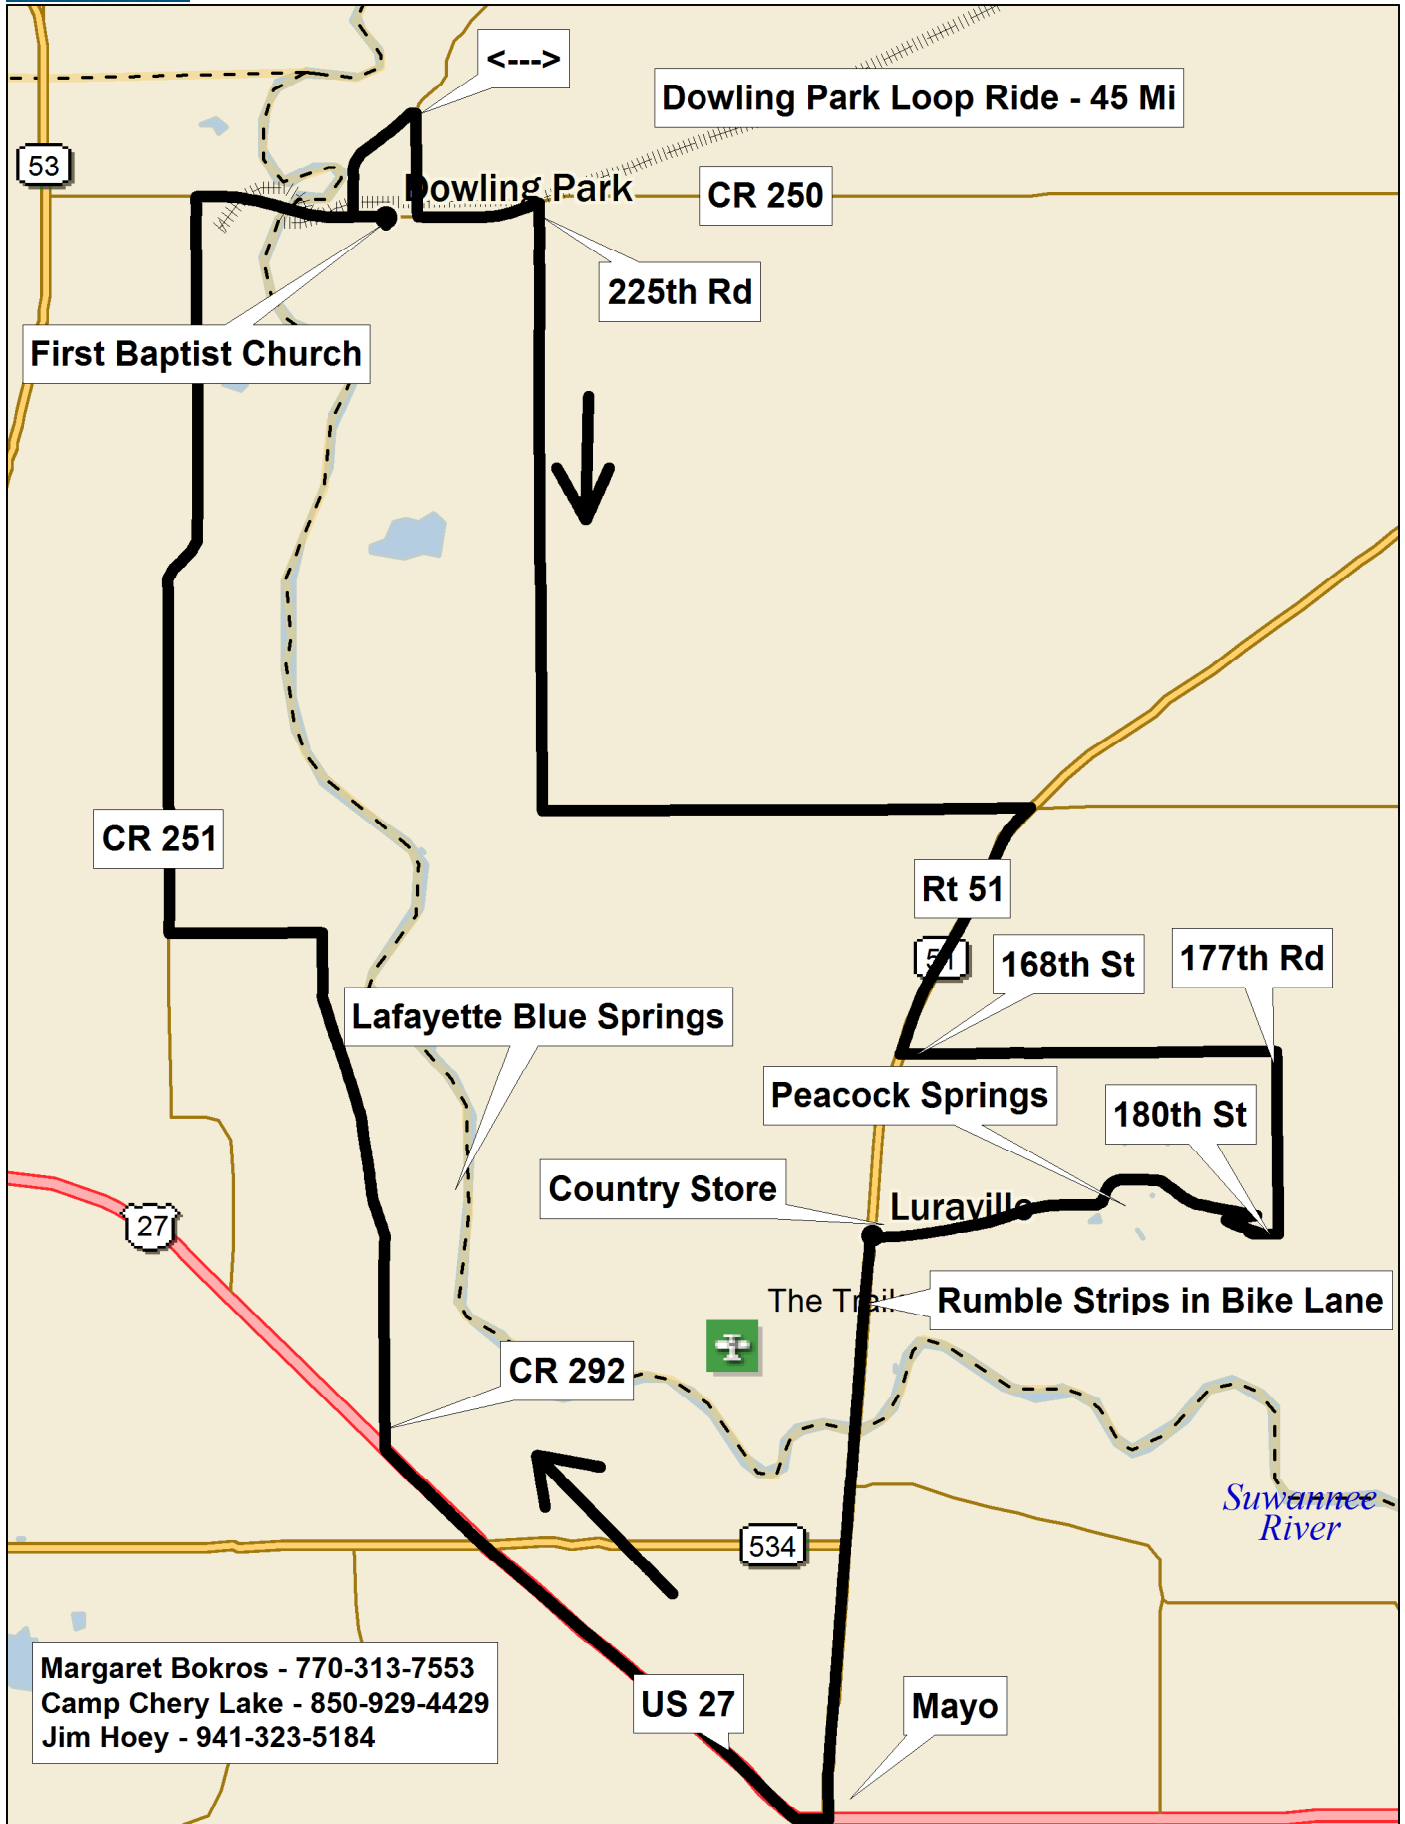 <--->
Dowling Park Loop Ride - 45 Mi
53
Dowling Park
CR 250
225th Rd
First Baptist Church
CR 251
Rt 51
51
168th St
177th Rd
Lafayette Blue Springs
Peacock Springs
180th St
Country Store
Luraville
27
The Trails
Rumble Strips in Bike Lane
CR 292
Suwannee
River
534
Margaret Bokros - 770-313-7553
Camp Chery Lake - 850-929-4429
Jim Hoey - 941-323-5184
US 27
Mayo